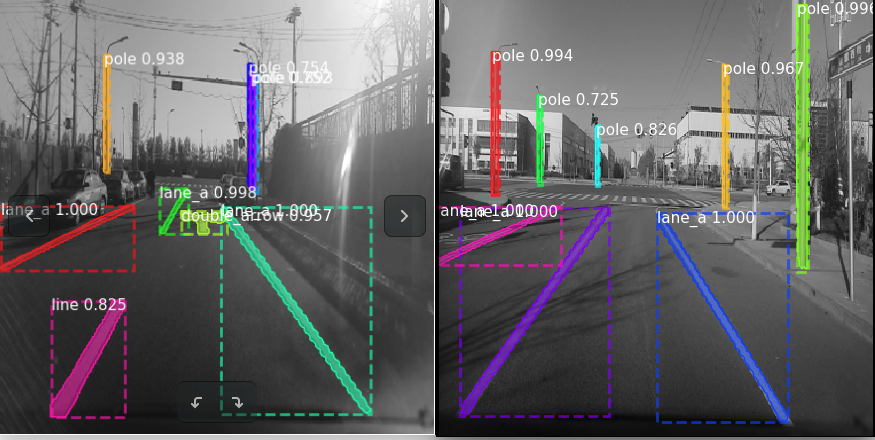 pole 0.938
pole 0.754
lane_a 0.998
lane_a 1.000
lane_a 1.000
double_arrow 0.957
line 0.825
pole 0.994
pole 0.725
pole 0.826
pole 0.967
pole 0.996
lane_a 1.000
lane_a 1.000